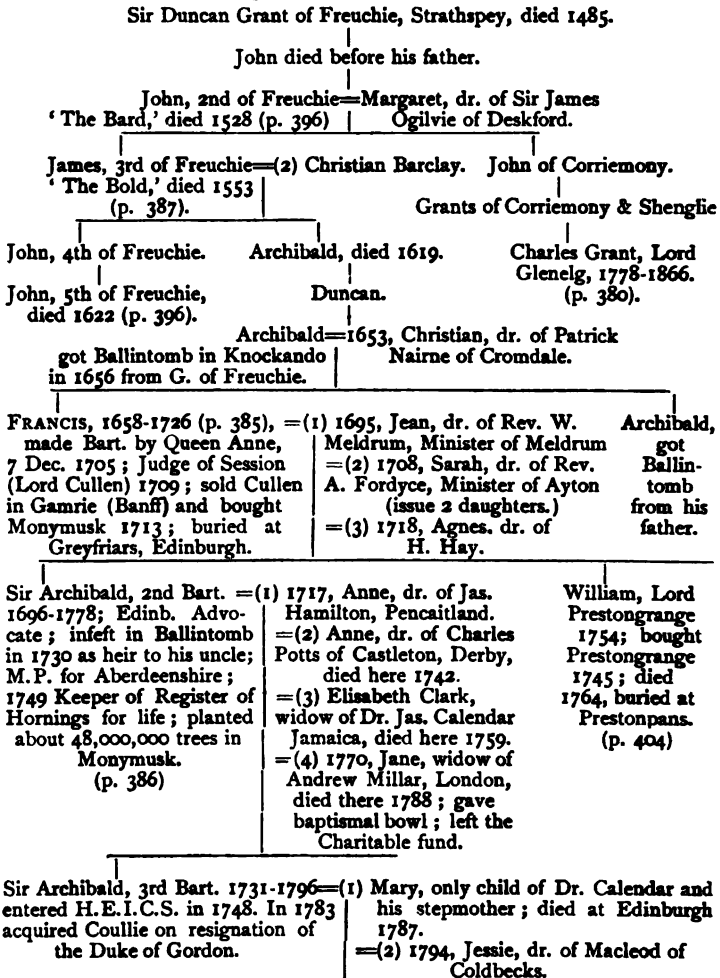 Sir Duncan Grant of Freuchie, Strathspey, died 1485.
John died before his father.
John, 2nd of Freuchie=Margaret, dr. of Sir James
‘The Bard,’ died 1528 (p. 396) Ogilvie of Deskford.
James, 3rd of Freuchie=(2) Christian Barclay. John of Corriemony.
‘The Bold,’ died 1553
(p. 387). Grants of Corriemony & Shenglie
John, 4th of Freuchie. Archibald, died 1619. Charles Grant, Lord
Glenelg, 1778-1866.
John, 5th of Freuchie, Duncan. (p. 380).
died 1622 (p. 396).
Archibald=1653, Christian, dr. of Patrick
got Ballintomb in Knockando Nairne of Cromdale.
in 1656 from G. of Freuchie.
FRANCIS, 1658-1726 (p. 385), =(1) 1695, Jean, dr. of Rev. W. Archibald,
made Bart. by Queen Anne, Meldrum, Minister of Meldrum got
7 Dec. 1705; Judge of Session =(2) 1708, Sarah, dr. of Rev. Ballin-
(Lord Cullen) 1709; sold Cullen A. Fordyce, Minister of Ayton tomb
in Gamrie (Banff) and bought (issue 2 daughters.) from his
Monymusk 1713; buried at =(3) 1718, Agnes. dr. of father.
Greyfriars, Edinburgh. H. Hay.
Sir Archibald, 2nd Bart. =(1) 1717, Anne, dr. of Jas. William, Lord
1696-1778; Edinb. Advo- Hamilton, Pencaitland. Prestongrange
cate; infeft in Ballintomb =(2) Anne, dr. of Charles 1754; bought
in 1730 as heir to his uncle; Potts of Castleton, Derby, Prestongrange
M.P. for Aberdeenshire; died here 1742. 1745; died
1749 Keeper of Register of =(3) Elisabeth Clark, 1764, buried at
Hornings for life; planted widow of Dr. Jas. Calendar Prestonpans.
about 48,000,000 trees in Jamaica, died here 1759. (p. 404)
Monymusk. =(4) 1770, Jane, widow of
(p. 386) Andrew Millar, London,
died there 1788; gave
baptismal bowl; left the
Charitable fund.
Sir Archibald, 3rd Bart. 1731-1796=(1) Mary, only child of Dr. Calendar and
entered H.E.I.C.S. in 1748. In 1783 his stepmother; died at Edinburgh
acquired Coullie on resignation of 1787.
the Duke of Gordon. =(2) 1794, Jessie, dr. of Macleod of
Coldbecks.